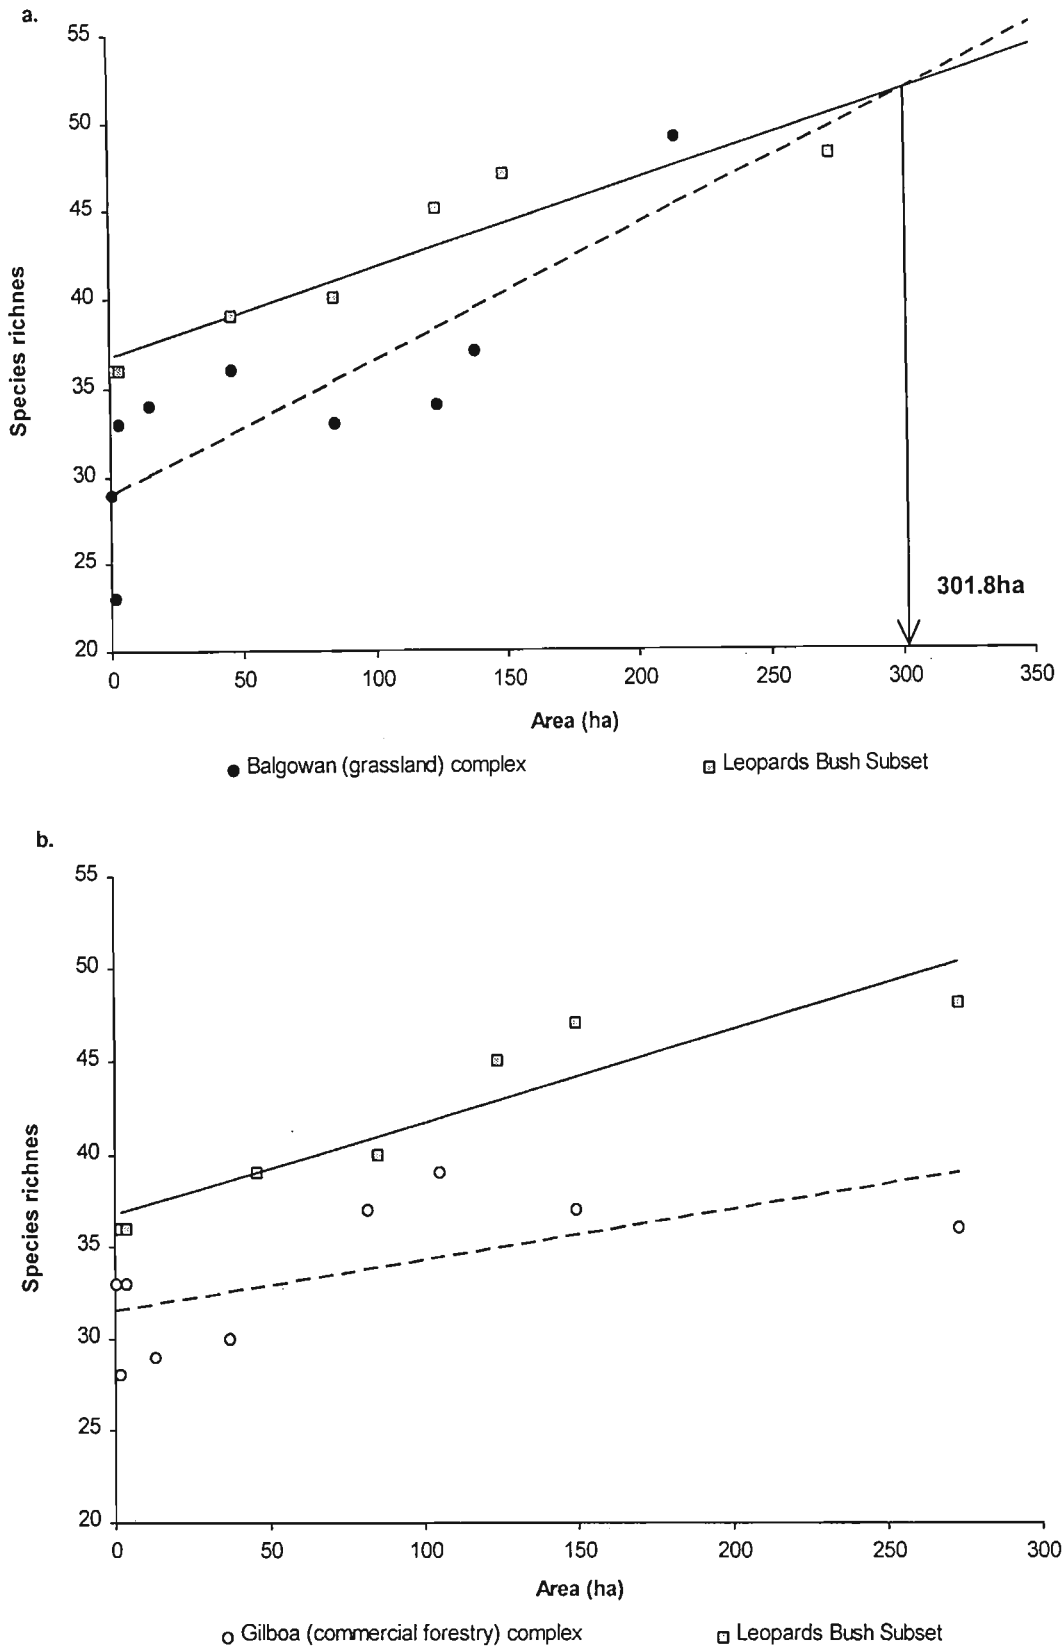 a.
55
50
45
40
35
30
25
20
Species richnes
301.8ha
0 50 100 150 200 250 300 350
Area (ha)
Balgowan (grassland) complex Leopards Bush Subset
b.
55
50
45
40
35
30
25
20
Species richnes
0 50 100 150 200 250 300
Area (ha)
Gilboa (commercial forestry) complex Leopards Bush Subset